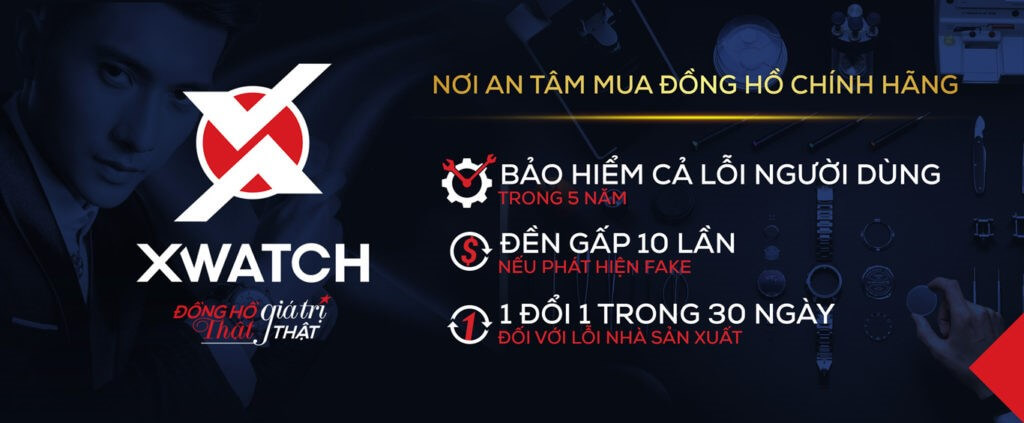 XWATCH
ĐỒNG HỒ giá trị
Thật THẬT
NƠI AN TÂM MUA ĐỒNG HỒ CHÍNH HÃNG
BẢO HIỂM CẢ LỖI NGƯỜI DÙNG
TRONG 5 NĂM
$ ĐỀN GẤP 10 LẦN
NẾU PHÁT HIỆN FAKE
1 1 ĐỔI 1 TRONG 30 NGÀY
ĐỐI VỚI LỖI NHÀ SẢN XUẤT